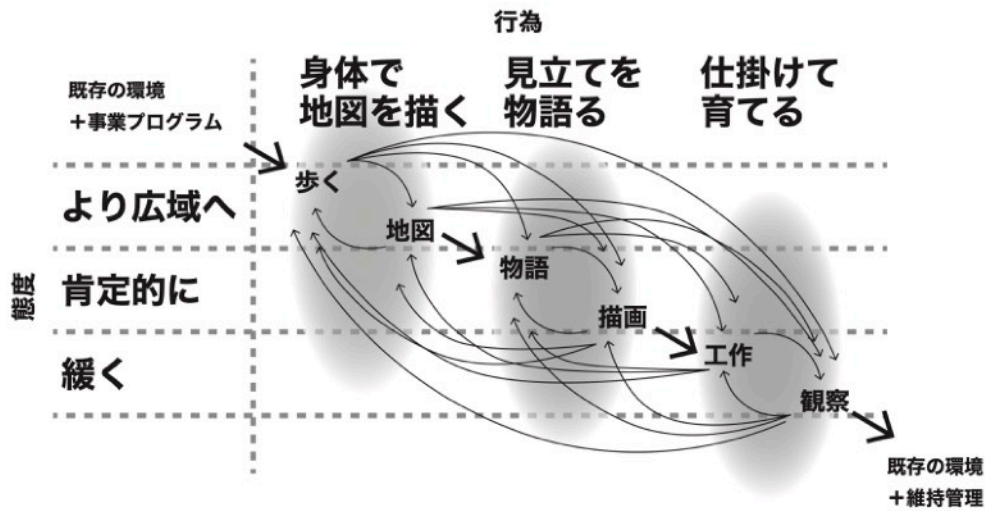 行為
既存の環境
＋事業プログラム
身体で
地図を描く
見立てを
物語る
仕掛けて
育てる
態度
より広域へ
肯定的に
緩く
歩く
地図
物語
描画
工作
観察
既存の環境
＋維持管理